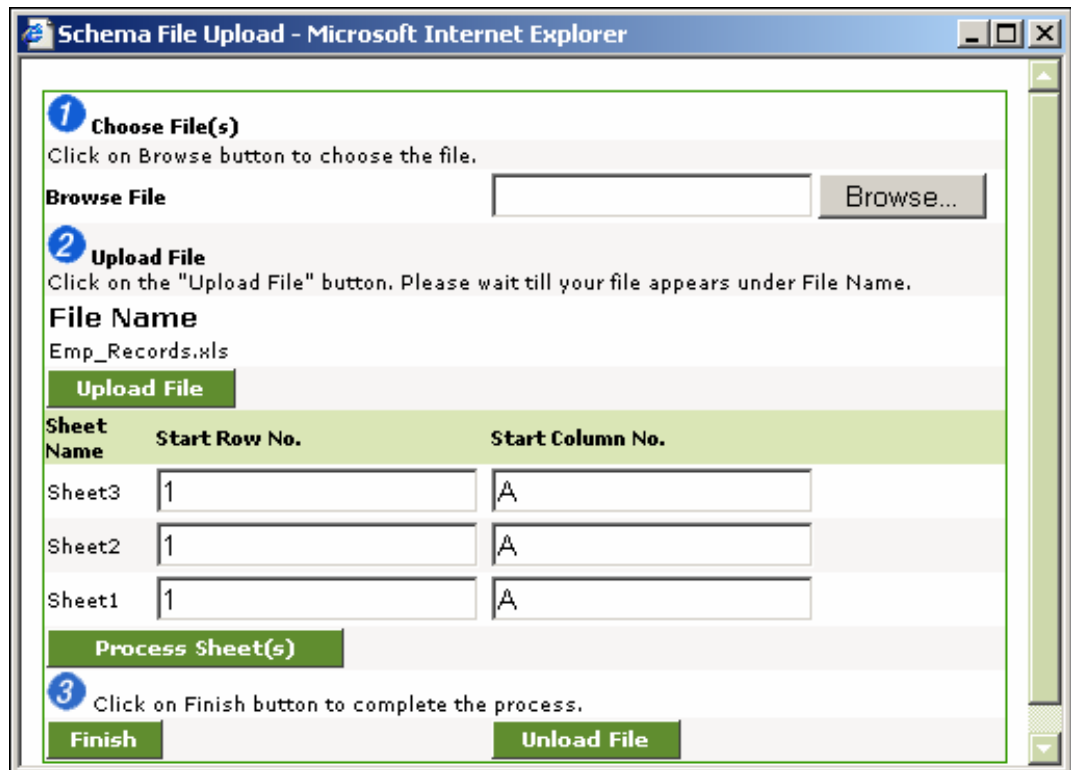 Schema File Upload - Microsoft Internet Explorer
1 Choose File(s)
Click on Browse button to choose the file.
Browse File Browse...
2 Upload File
Click on the "Upload File" button. Please wait till your file appears under File Name.
File Name
Emp_Records.xls
Upload File
Sheet Name Start Row No. Start Column No.
Sheet3 1 A
Sheet2 1 A
Sheet1 1 A
Process Sheet(s)
3 Click on Finish button to complete the process.
Finish Unload File